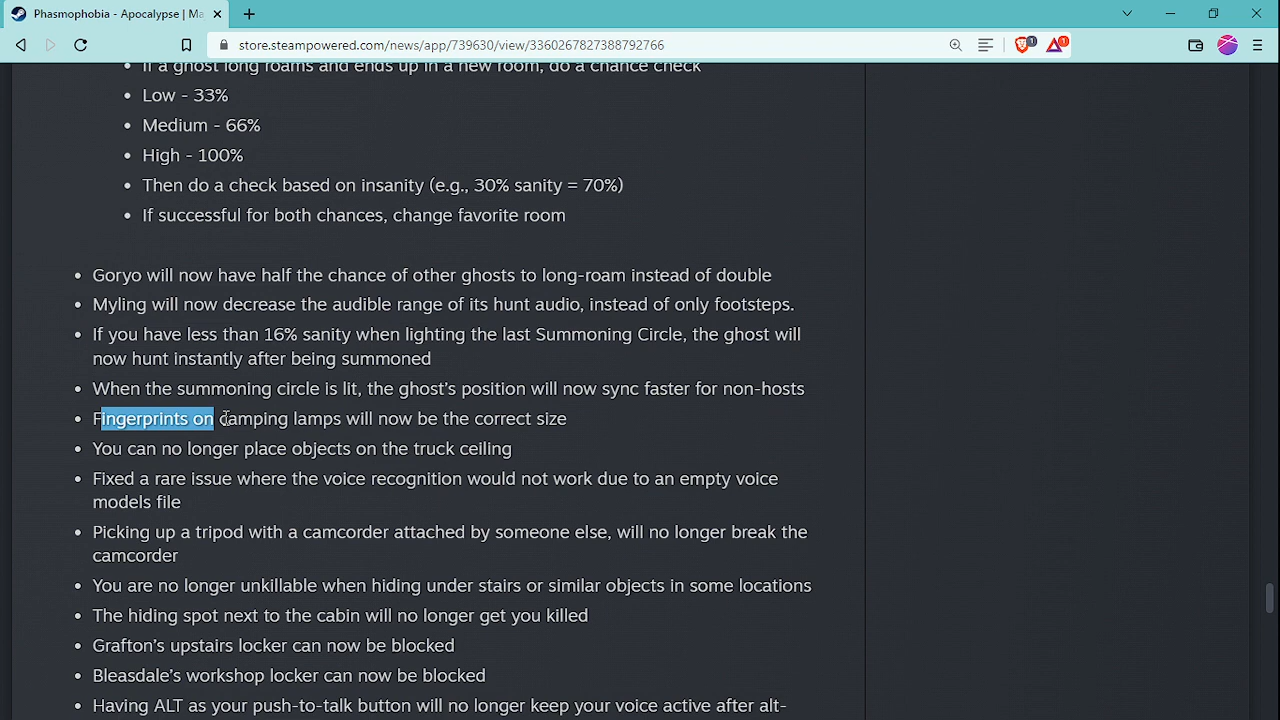 Phasmophobia - Apocalypse | Ma
store.steampowered.com/news/app/739630/view/3360267827388792766
1
1
If a ghost long roams and ends up in a new room, do a chance check
Low - 33%
Medium - 66%
High - 100%
Then do a check based on insanity (e.g., 30% sanity = 70%)
If successful for both chances, change favorite room
Goryo will now have half the chance of other ghosts to long-roam instead of double
Myling will now decrease the audible range of its hunt audio, instead of only footsteps.
If you have less than 16% sanity when lighting the last Summoning Circle, the ghost will
now hunt instantly after being summoned
When the summoning circle is lit, the ghost's position will now sync faster for non-hosts
Fingerprints on camping lamps will now be the correct size
You can no longer place objects on the truck ceiling
Fixed a rare issue where the voice recognition would not work due to an empty voice
models file
Picking up a tripod with a camcorder attached by someone else, will no longer break the
camcorder
You are no longer unkillable when hiding under stairs or similar objects in some locations
The hiding spot next to the cabin will no longer get you killed
Grafton's upstairs locker can now be blocked
Bleasdale's workshop locker can now be blocked
Having ALT as your push-to-talk button will no longer keep your voice active after alt-